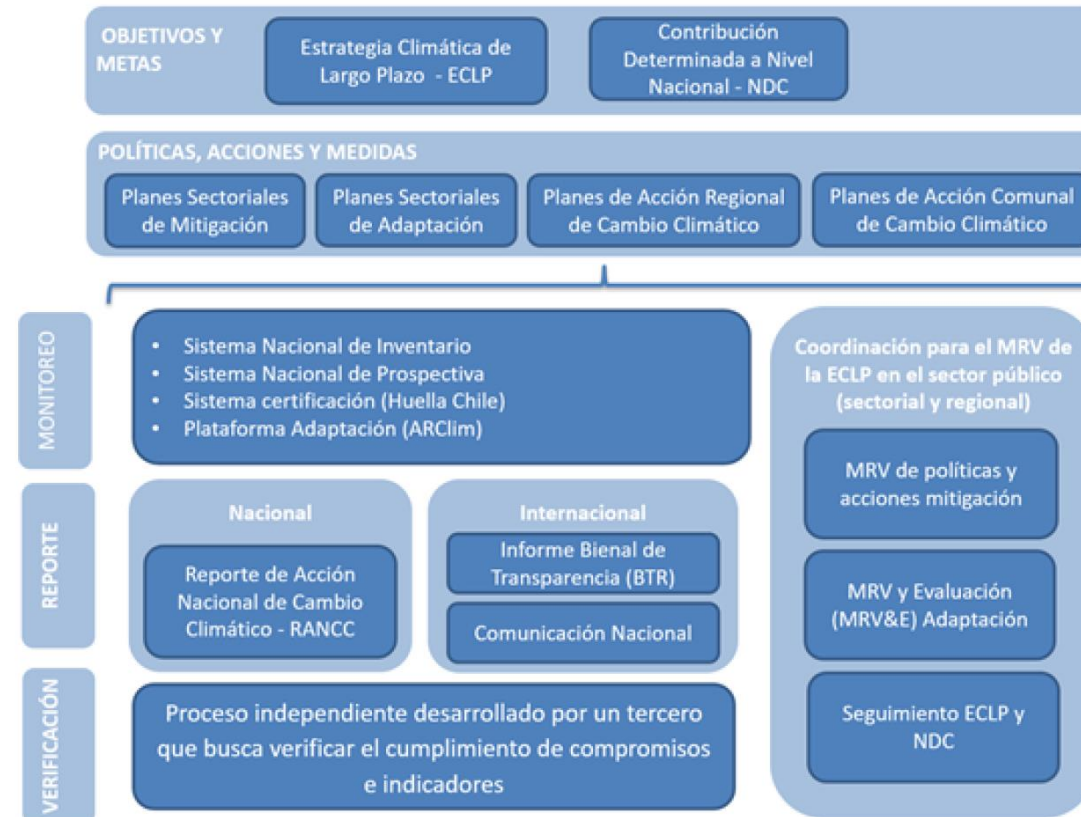 OBJETIVOS Y
METAS
Estrategia Climática de
Largo Plazo - ECLP
Contribución
Determinada a Nivel
Nacional - NDC
POLÍTICAS, ACCIONES Y MEDIDAS
Planes Sectoriales
de Mitigación
Planes Sectoriales
de Adaptación
Planes de Acción Regional
de Cambio Climático
Planes de Acción Comunal
de Cambio Climático
MONITOREO
• Sistema Nacional de Inventario
• Sistema Nacional de Prospectiva
• Sistema certificación (Huella Chile)
• Plataforma Adaptación (ARClim)
REPORTE
Nacional
Reporte de Acción
Nacional de Cambio
Climático - RANCC
Internacional
Informe Bienal de
Transparencia (BTR)
Comunicación Nacional
VERIFICACIÓN
Proceso independiente desarrollado por un tercero
que busca verificar el cumplimiento de compromisos
e indicadores
Coordinación para el MRV de
la ECLP en el sector público
(sectorial y regional)
MRV de políticas y
acciones mitigación
MRV y Evaluación
(MRV&E) Adaptación
Seguimiento ECLP y
NDC